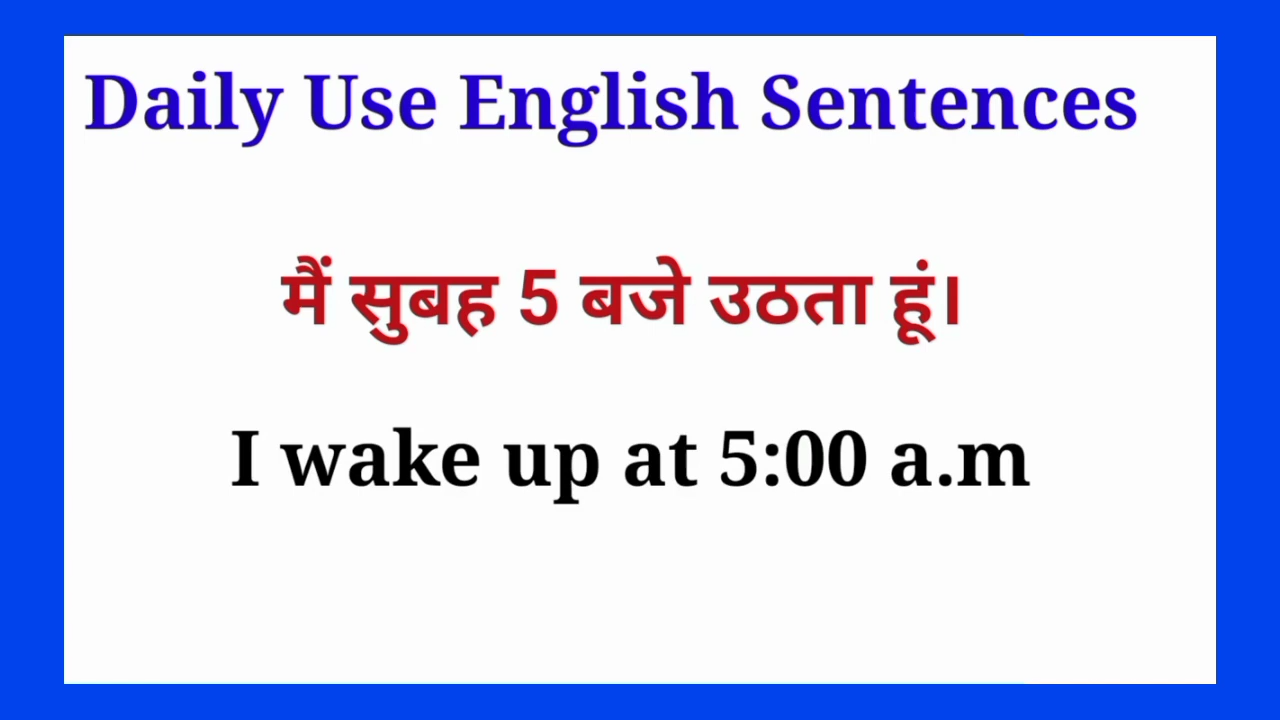 Daily Use English Sentences
मैं सुबह 5 बजे उठता हूं।
I wake up at 5:00 a.m